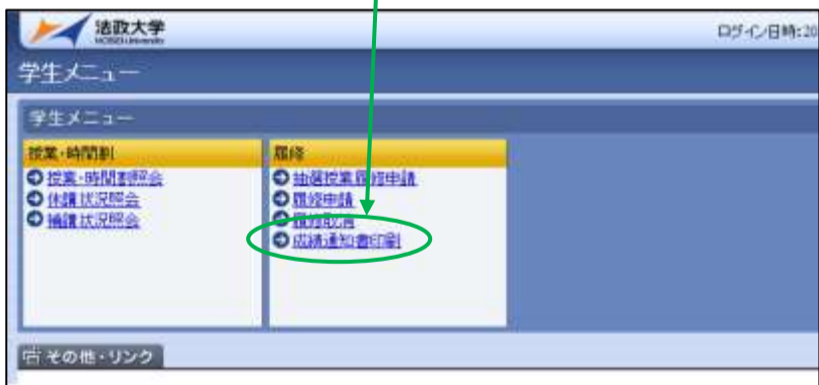 法政大学
HOSEI University
ログイン日時:20
学生メニュー
学生メニュー
授業・時間割
授業・時間割照会
休講状況照会
補講状況照会
履修
抽選授業履修申請
履修申請
履修取消
成績通知書印刷
その他・リンク